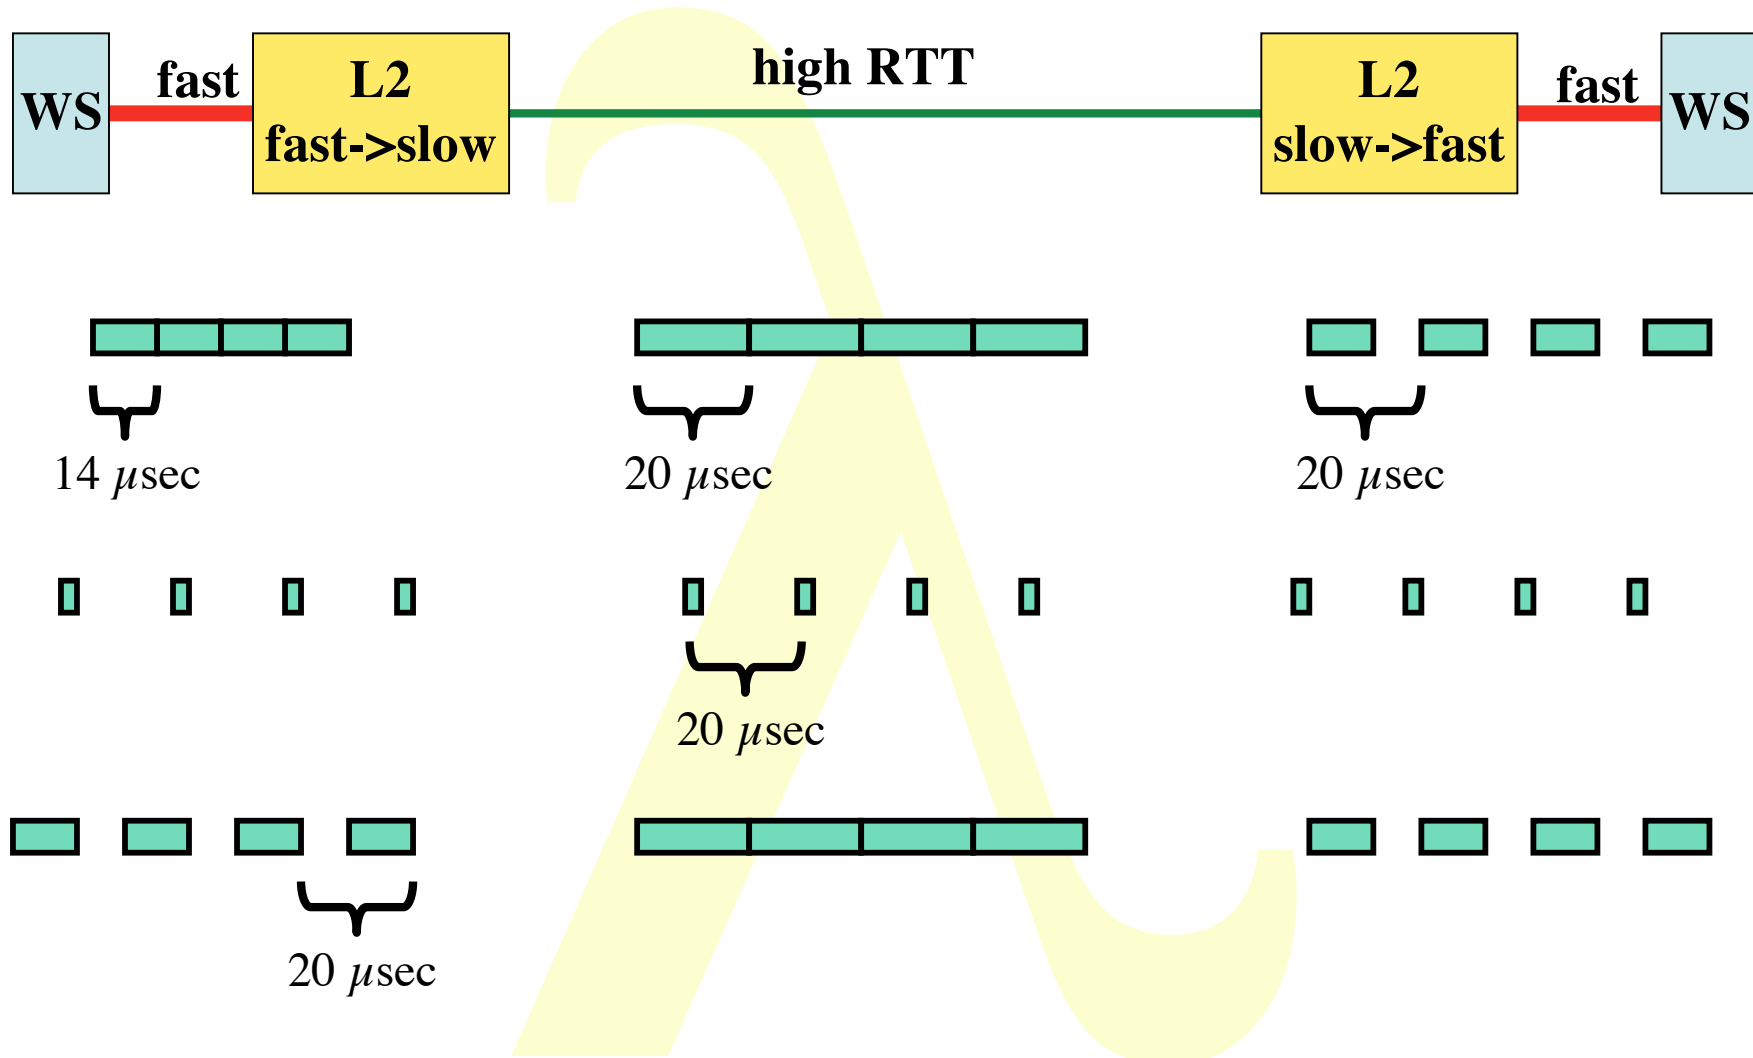 WS
fast
L2
fast->slow
high RTT
L2
slow->fast
fast
WS
14 µsec
20 µsec
20 µsec
20 µsec
20 µsec